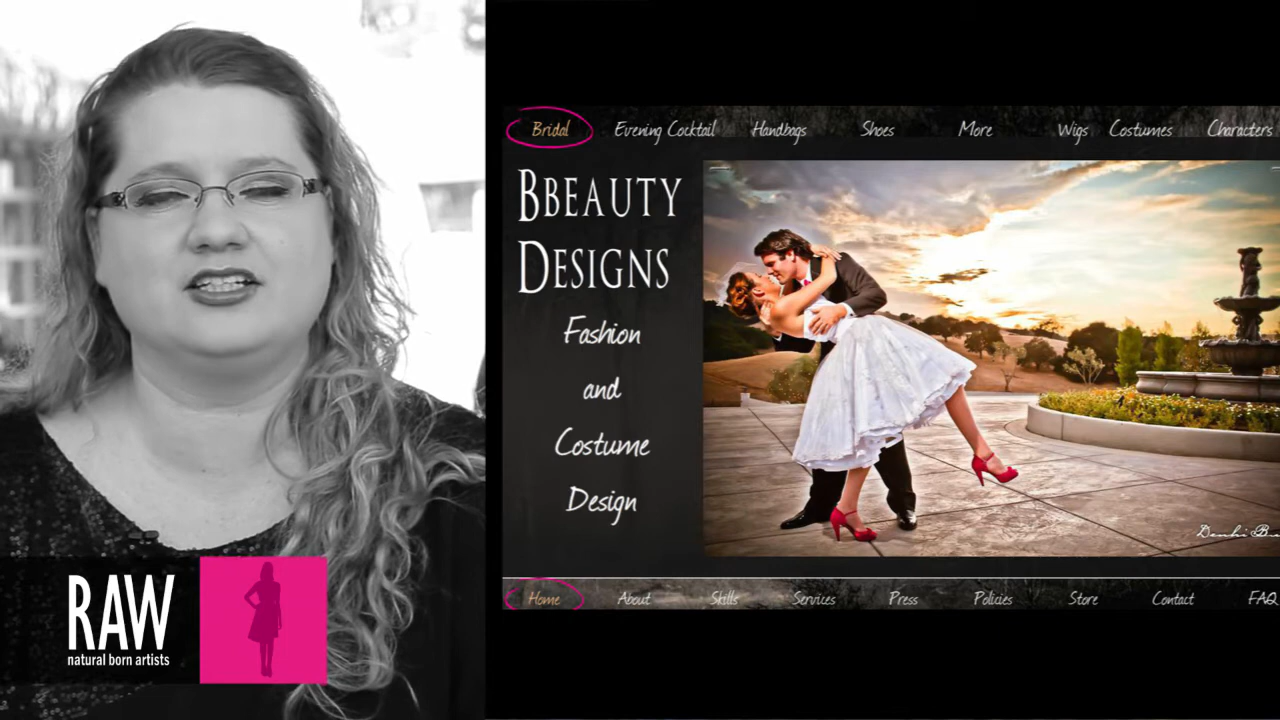 Bridal Evening Cocktail Handbags Shoes More Wigs Costumes Characters
BBEAUTY
DESIGNS
Fashion
and
Costume
Design
Home About Skills Services Press Policies Store Contact FAQ
RAW
natural born artists